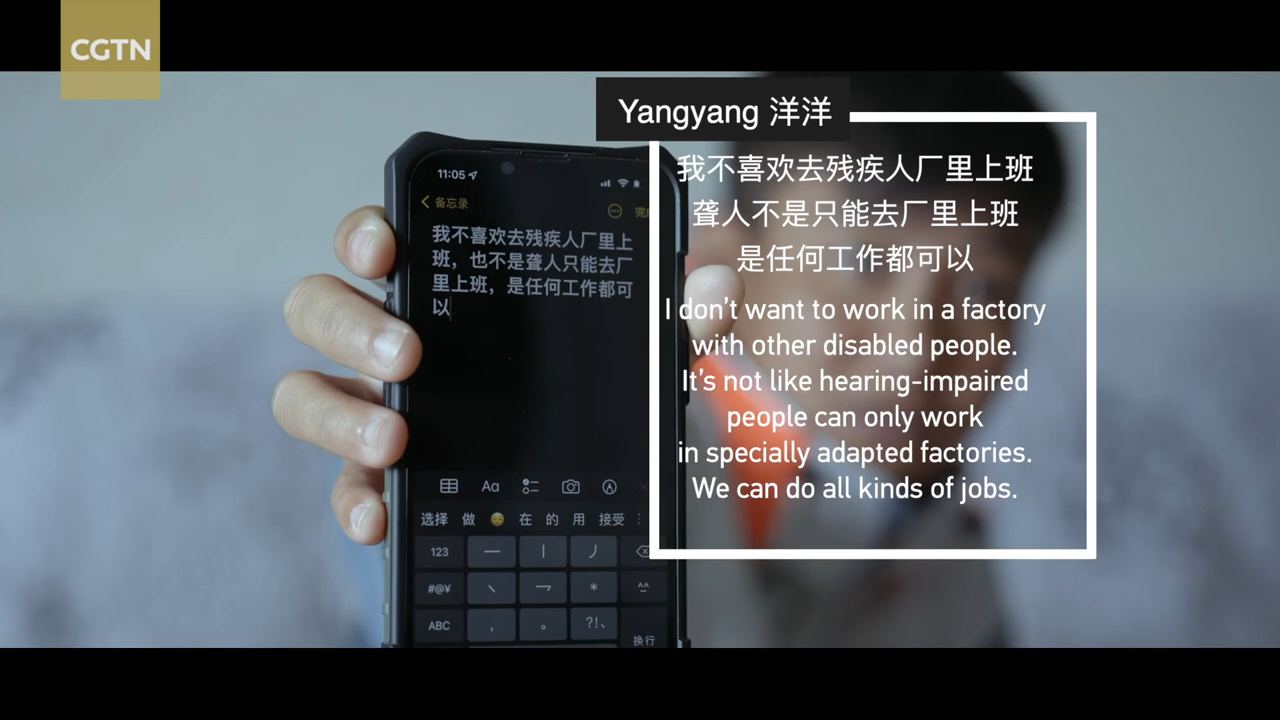 CGTN
Yangyang 洋洋
我不喜欢去残疾人厂里上班
聋人不是只能去厂里上班
是任何工作都可以
I don't want to work in a factory
with other disabled people.
It's not like hearing-impaired
people can only work
in specially adapted factories.
We can do all kinds of jobs.
11:05
备忘录
我不喜欢去残疾人厂里上
班，也不是聋人只能去厂
里上班，是任何工作都可
以
Aa
选择 做 在 的 用 接受
123 一 丨 丿
#@¥ 丶 乛 * ^^
ABC ， 。 ?!、
换行